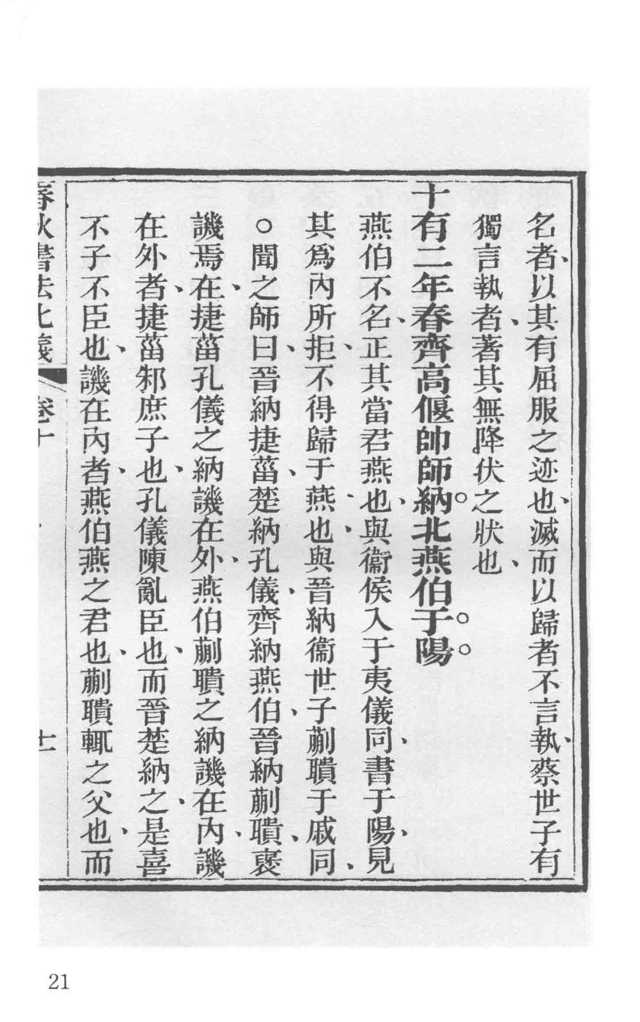 名者以其有屈服之迹也滅而以歸者不言執蔡世子有
獨言執者著其無降伏之狀也
十有二年春齊高偃帥師納北燕伯于陽
燕伯不名正其當君燕也與衞侯入于夷儀同書于陽見
其爲內所拒不得歸于燕也與晉納衞世子蒯聵于戚同
○聞之師曰晉納捷菑楚納孔儀齊納燕伯晉納蒯聵褒
譏焉在捷菑孔儀之納譏在外燕伯蒯聵之納譏在內譏
在外者捷菑邾庶子也孔儀陳亂臣也而晉楚納之是喜
不子不臣也譏在內者燕伯燕之君也蒯聵輒之父也而
春秋書法比義 卷十 七
21